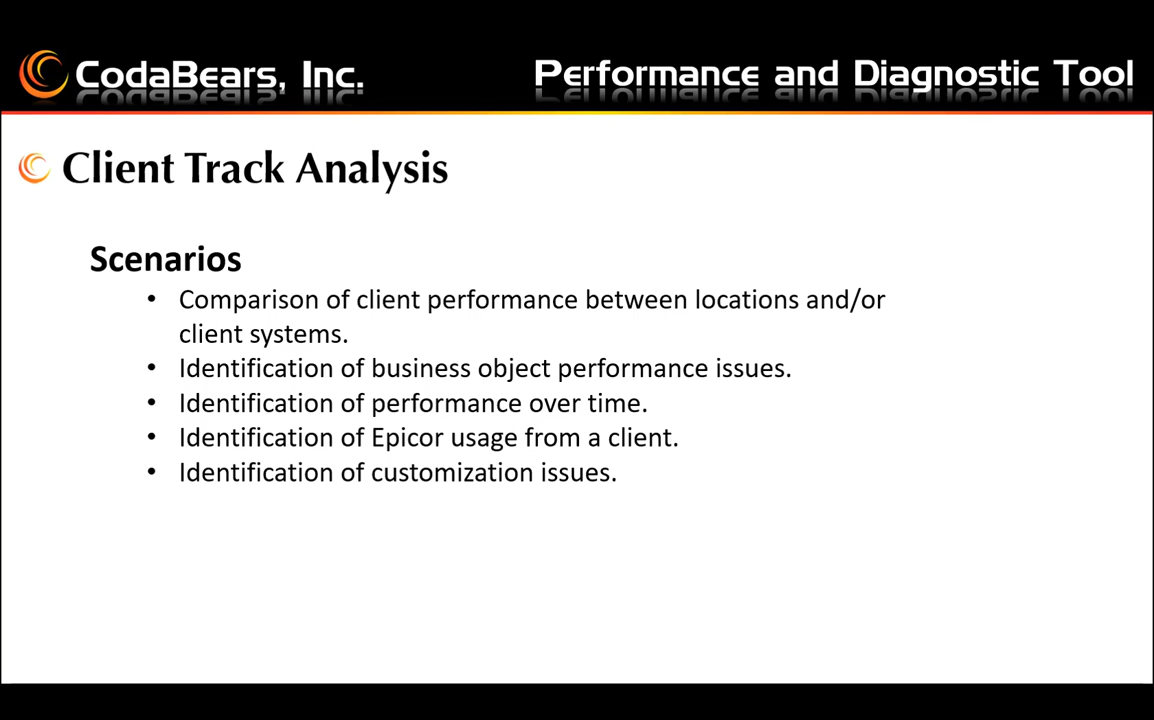 CodaBears, Inc.
Performance and Diagnostic Tool
Client Track Analysis
Scenarios
• Comparison of client performance between locations and/or
client systems.
• Identification of business object performance issues.
• Identification of performance over time.
• Identification of Epicor usage from a client.
• Identification of customization issues.